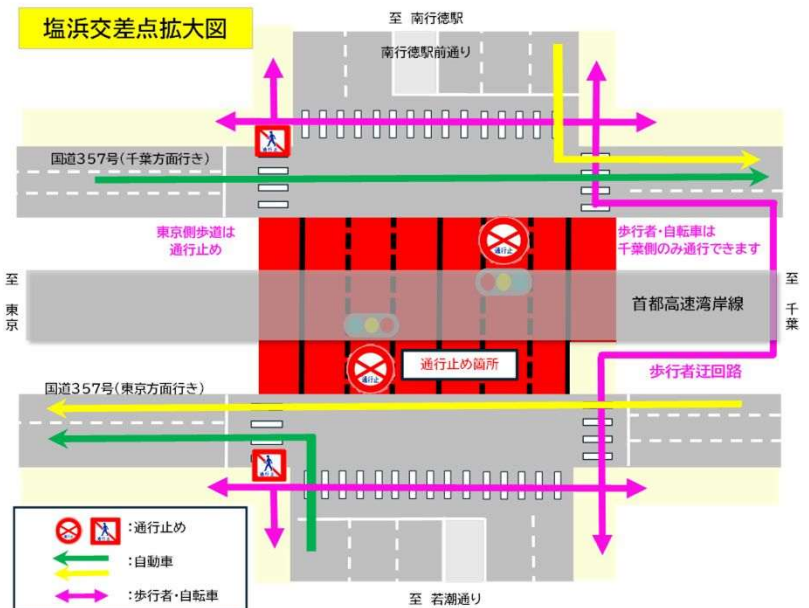 塩浜交差点拡大図
至 南行徳駅
南行徳駅前通り
国道357号(千葉方面行き)
東京側歩道は
通行止め
歩行者・自転車は
千葉側のみ通行できます
至 東京
首都高速湾岸線
至 千葉
通行止
通行止
通行止め箇所
歩行者迂回路
国道357号(東京方面行き)
:通行止め
:自動車
:歩行者・自転車
至 若潮通り